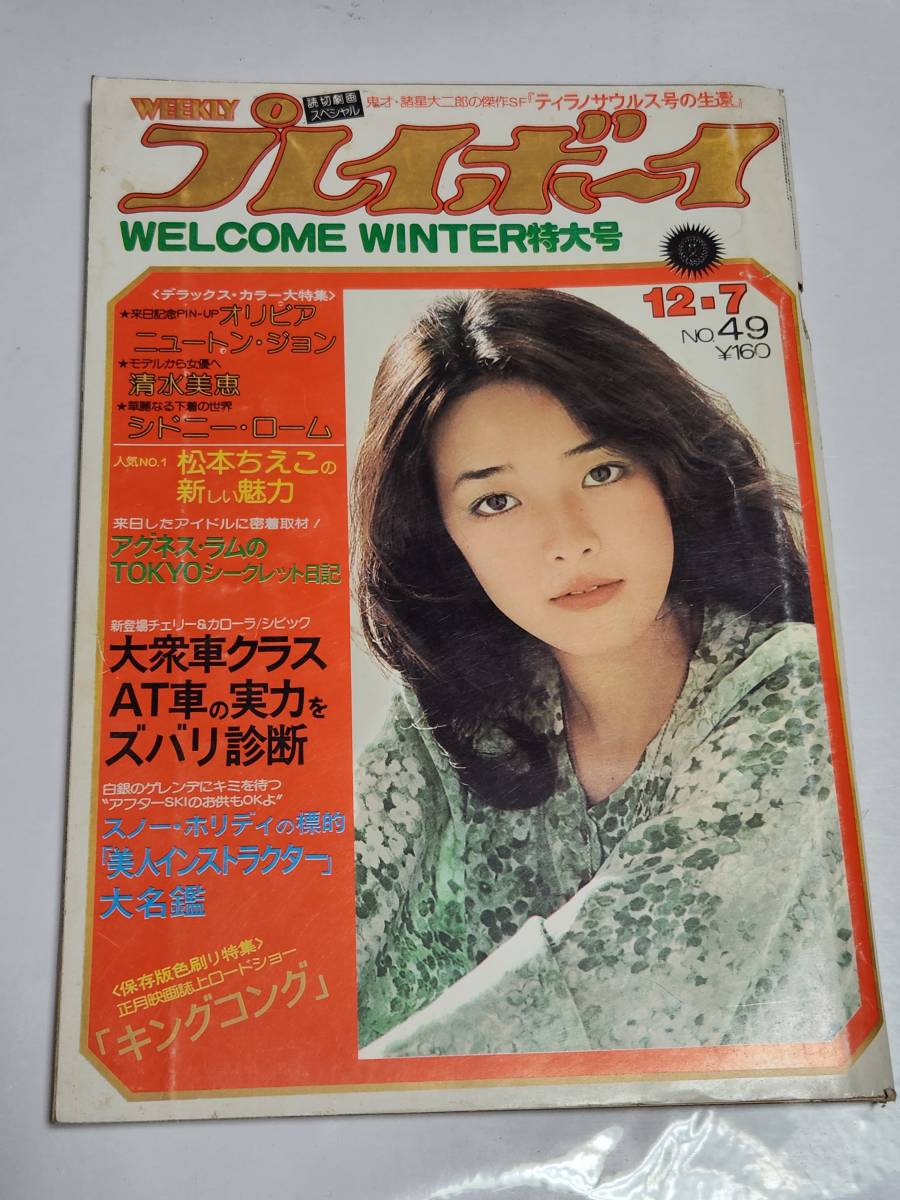 WEEKLY
読切劇画
スペシャル
鬼才・諸星大二郎の傑作SF『ティラノサウルス号の生還』
プレイボーイ
WELCOME WINTER特大号
12・7
NO.49
¥160
〈デラックス・カラー大特集〉
★来日記念PIN-UPオリビア
ニュートン・ジョン
★モデルから女優へ
清水美恵
★華麗なる下着の世界
シドニー・ローム
人気NO.1 松本ちえこの
新しい魅力
来日したアイドルに密着取材!
アグネス・ラムの
TOKYOシークレット日記
新登場チェリー&カローラ/シビック
大衆車クラス
AT車の実力を
ズバリ診断
白銀のゲレンデにキミを待つ
“アフターSKIのお供もOKよ”
スノー・ホリデイの標的
「美人インストラクター」
大名鑑
〈保存版色刷り特集〉
正月映画誌上ロードショー
「キングコング」